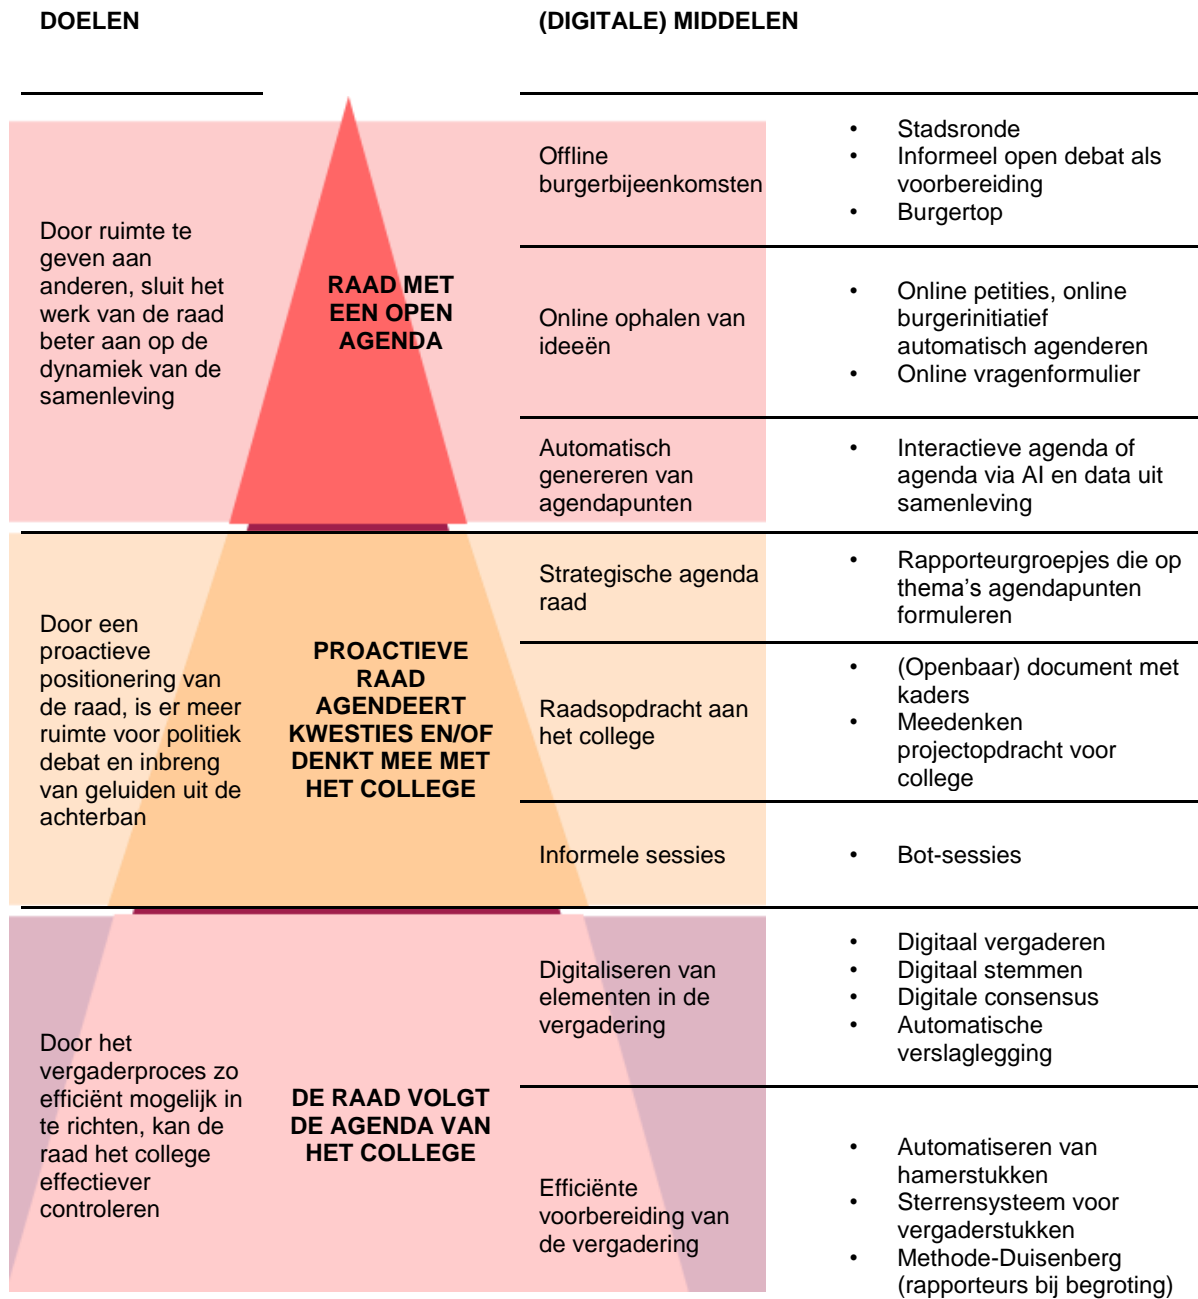 DOELEN
(DIGITALE) MIDDELEN
Door ruimte te
geven aan
anderen, sluit het
werk van de raad
beter aan op de
dynamiek van de
samenleving
RAAD MET
EEN OPEN
AGENDA
Offline
burgerbijeenkomsten
• Stadsronde
• Informeel open debat als
voorbereiding
• Burgertop
Online ophalen van
ideeën
• Online petities, online
burgerinitiatief
automatisch agenderen
• Online vragenformulier
Automatisch
genereren van
agendapunten
• Interactieve agenda of
agenda via AI en data uit
samenleving
Door een
proactieve
positionering van
de raad, is er meer
ruimte voor politiek
debat en inbreng
van geluiden uit de
achterban
PROACTIEVE
RAAD
AGENDEERT
KWESTIES EN/OF
DENKT MEE MET
HET COLLEGE
Strategische agenda
raad
• Rapporteurgroepjes die op
thema's agendapunten
formuleren
Raadsopdracht aan
het college
• (Openbaar) document met
kaders
• Meedenken
projectopdracht voor
college
Informele sessies
• Bot-sessies
Door het
vergaderproces zo
efficiënt mogelijk in
te richten, kan de
raad het college
effectiever
controleren
DE RAAD VOLGT
DE AGENDA VAN
HET COLLEGE
Digitaliseren van
elementen in de
vergadering
• Digitaal vergaderen
• Digitaal stemmen
• Digitale consensus
• Automatische
verslaglegging
Efficiënte
voorbereiding van
de vergadering
• Automatiseren van
hamerstukken
• Sterrensysteem voor
vergaderstukken
• Methode-Duisenberg
(rapporteurs bij begroting)